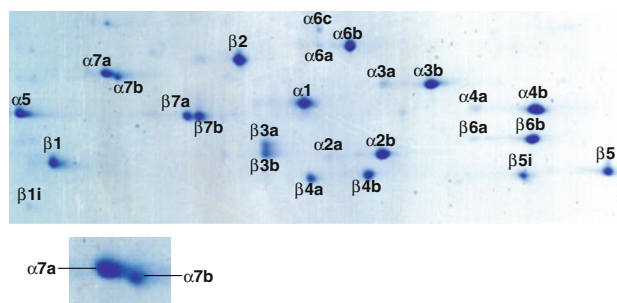 α6c
α6b
β2
α6a
α7a
α7b
α3a
α3b
α5
β7a
α1
α4a
α4b
β7b
β3a
β6a
β6b
β1
α2a
α2b
β3b
β5i
β5
β1i
β4a
β4b
α7a
α7b